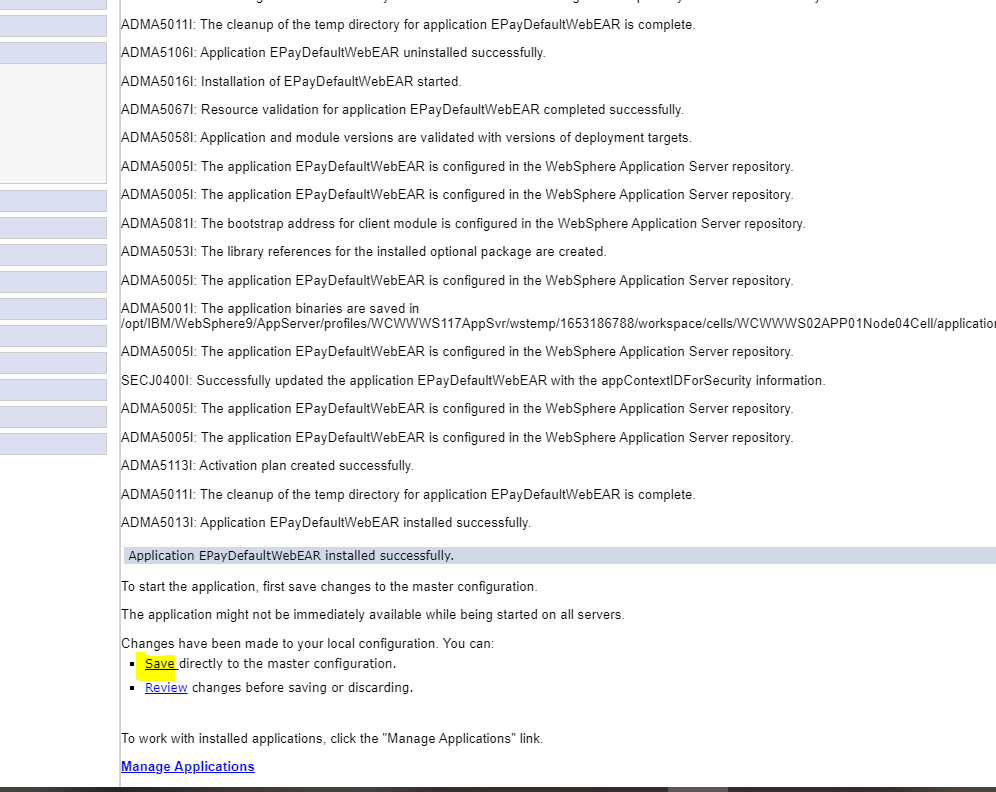 ADMA5011I: The cleanup of the temp directory for application EPayDefaultWebEAR is complete.
ADMA5106I: Application EPayDefaultWebEAR uninstalled successfully.
ADMA5016I: Installation of EPayDefaultWebEAR started.
ADMA5067I: Resource validation for application EPayDefaultWebEAR completed successfully.
ADMA5058I: Application and module versions are validated with versions of deployment targets.
ADMA5005I: The application EPayDefaultWebEAR is configured in the WebSphere Application Server repository.
ADMA5005I: The application EPayDefaultWebEAR is configured in the WebSphere Application Server repository.
ADMA5081I: The bootstrap address for client module is configured in the WebSphere Application Server repository.
ADMA5053I: The library references for the installed optional package are created.
ADMA5005I: The application EPayDefaultWebEAR is configured in the WebSphere Application Server repository.
ADMA5001I: The application binaries are saved in
/opt/IBM/WebSphere9/AppServer/profiles/WCWWWS117AppSvr/wstemp/1653186788/workspace/cells/WCWWWS02APP01Node04Cell/application
ADMA5005I: The application EPayDefaultWebEAR is configured in the WebSphere Application Server repository.
SECJ0400I: Successfully updated the application EPayDefaultWebEAR with the appContextIDForSecurity information.
ADMA5005I: The application EPayDefaultWebEAR is configured in the WebSphere Application Server repository.
ADMA5005I: The application EPayDefaultWebEAR is configured in the WebSphere Application Server repository.
ADMA5113I: Activation plan created successfully.
ADMA5011I: The cleanup of the temp directory for application EPayDefaultWebEAR is complete.
ADMA5013I: Application EPayDefaultWebEAR installed successfully.
Application EPayDefaultWebEAR installed successfully.
To start the application, first save changes to the master configuration.
The application might not be immediately available while being started on all servers.
Changes have been made to your local configuration. You can:
▪ Save directly to the master configuration.
▪ Review changes before saving or discarding.
To work with installed applications, click the "Manage Applications" link.
Manage Applications